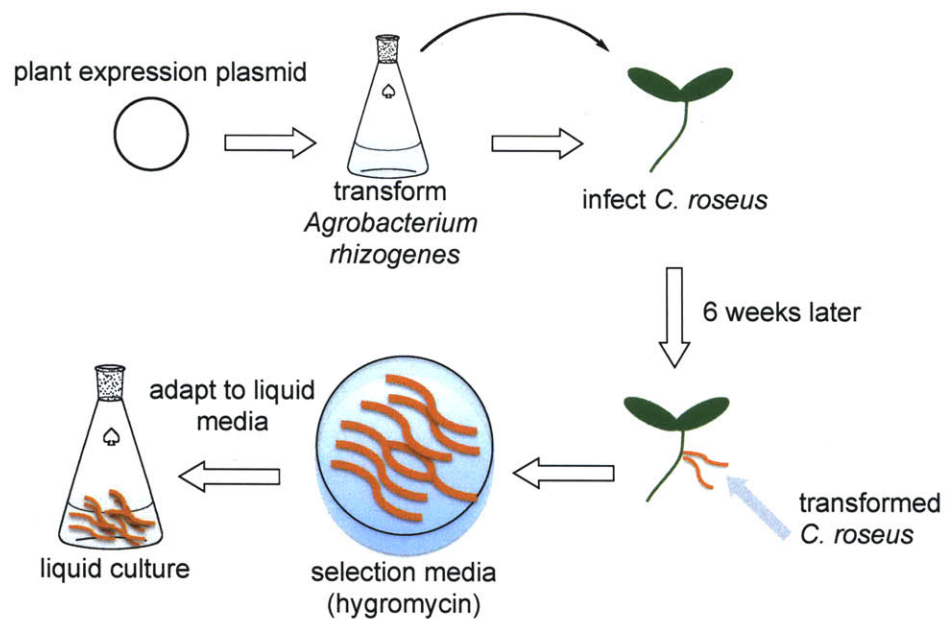 plant expression plasmid
transform
Agrobacterium
rhizogenes
infect C. roseus
6 weeks later
transformed
C. roseus
selection media
(hygromycin)
adapt to liquid
media
liquid culture